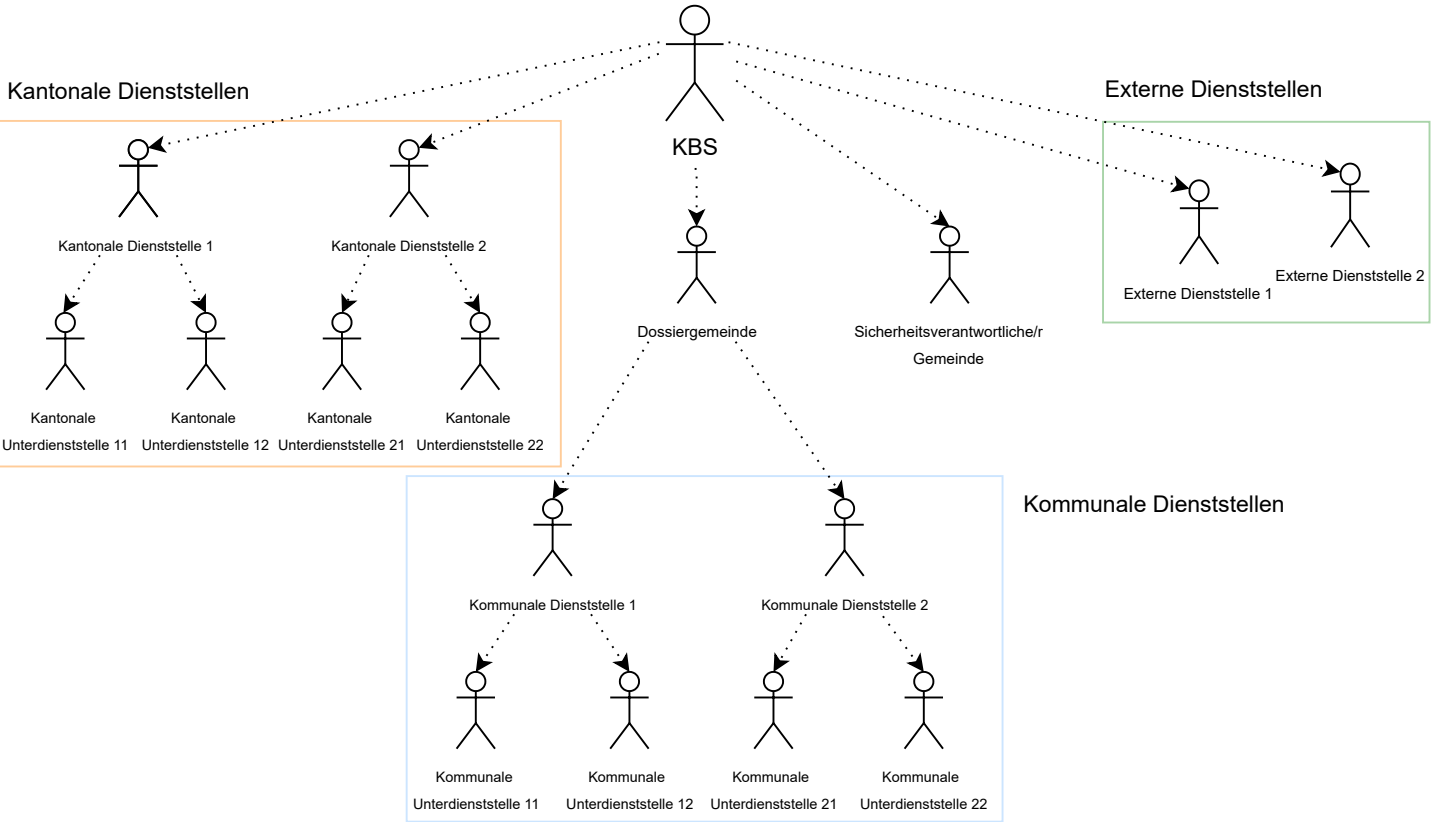 Kantonale Dienststellen
Externe Dienststellen
KBS
Kantonale Dienststelle 1
Kantonale Dienststelle 2
Externe Dienststelle 2
Externe Dienststelle 1
Dossiergemeinde
Sicherheitsverantwortliche/r
Gemeinde
Kantonale
Unterdienststelle 11
Kantonale
Unterdienststelle 12
Kantonale
Unterdienststelle 21
Kantonale
Unterdienststelle 22
Kommunale Dienststellen
Kommunale Dienststelle 1
Kommunale Dienststelle 2
Kommunale
Unterdienststelle 11
Kommunale
Unterdienststelle 12
Kommunale
Unterdienststelle 21
Kommunale
Unterdienststelle 22